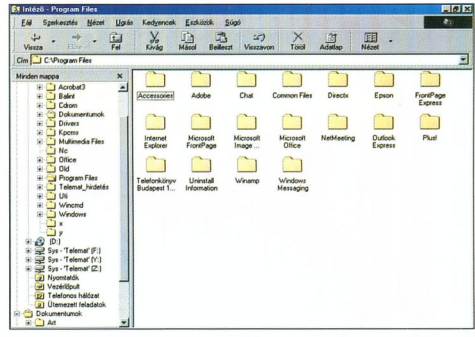 Intéző - Program Files
Fájl Szerkesztés Nézet Ugrás Kedvencek Eszközök Súgó
Vissza Előre Fel Kivág Másol Beilleszt Visszavon Töröl Adatlap Nézet
Cím C:\Program Files
Minden mappa
Acrobat3
Balint
Cdrom
Dokumentumok
Drivers
Kpcms
Multimedia Files
Nic
Office
Old
Program Files
Telemat_hirdetés
Uti
Wincmd
Windows
x
y
(D:)
Sys - 'Telemat' (F:)
Sys - 'Telemat' (Y:)
Sys - 'Telemat' (Z:)
Nyomtatók
Vezérlőpult
Telefonos hálózat
Ütemezett feladatok
Dokumentumok
Art
Accessories Adobe Chat Common Files Directx Epson FrontPage
Express
Internet Microsoft Microsoft Microsoft NetMeeting Outlook Plus!
Explorer FrontPage Image ... Office Express
Telefonkönyv Uninstall Winamp Windows
Budapest 1... Information Messaging